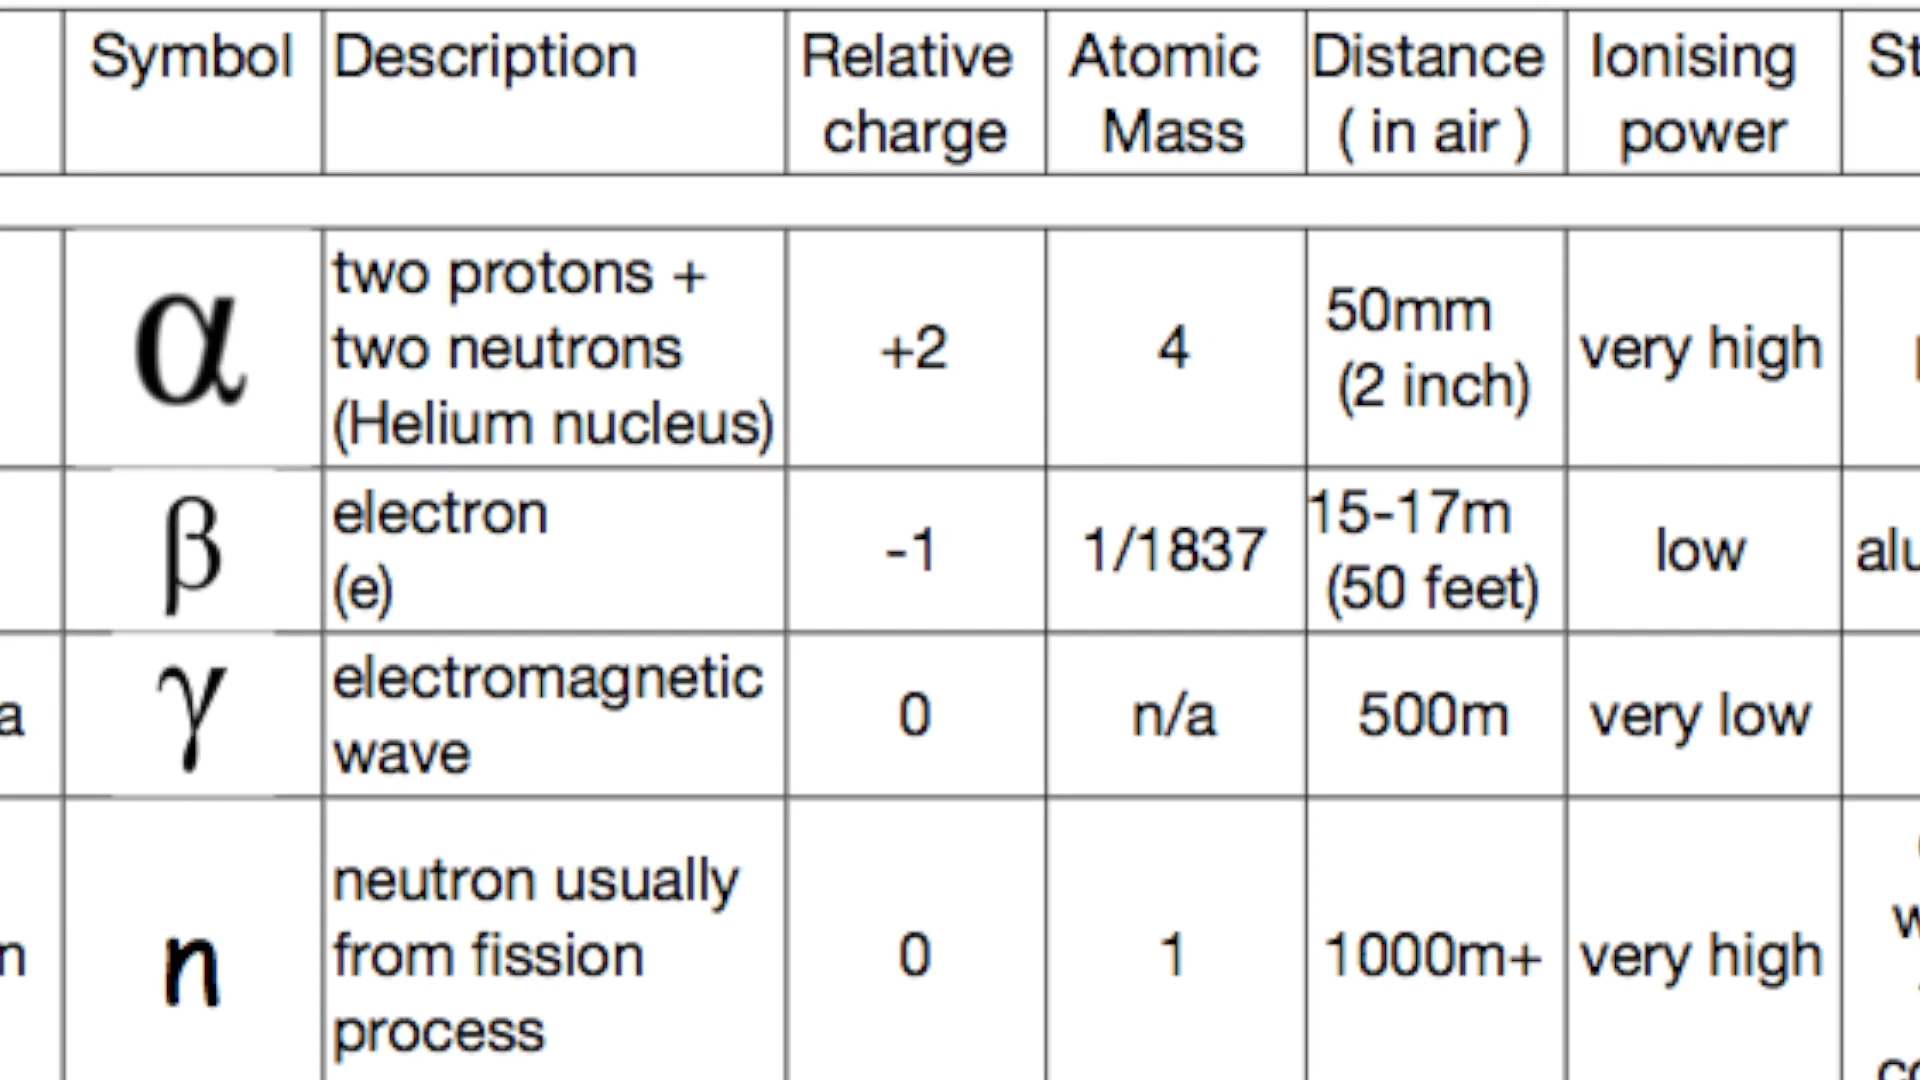 Symbol Description Relative Atomic Distance Ionising
charge Mass ( in air ) power
α
two protons +
two neutrons
(Helium nucleus)
+2
4
50mm
(2 inch)
very high
β
electron
(e)
-1
1/1837
15-17m
(50 feet)
low
γ
electromagnetic
wave
0
n/a
500m
very low
n
neutron usually
from fission
process
0
1
1000m+
very high